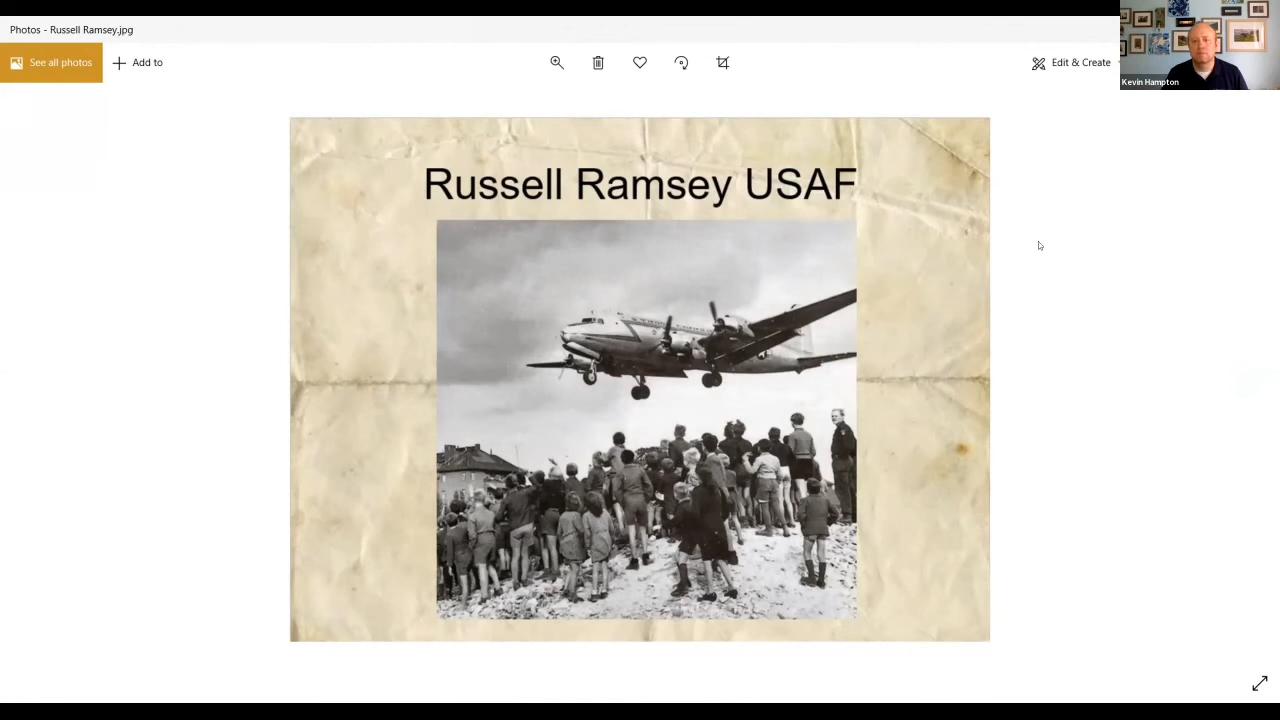 Photos - Russell Ramsey.jpg
See all photos
Add to
Edit & Create
Kevin Hampton
Russell Ramsey USAF